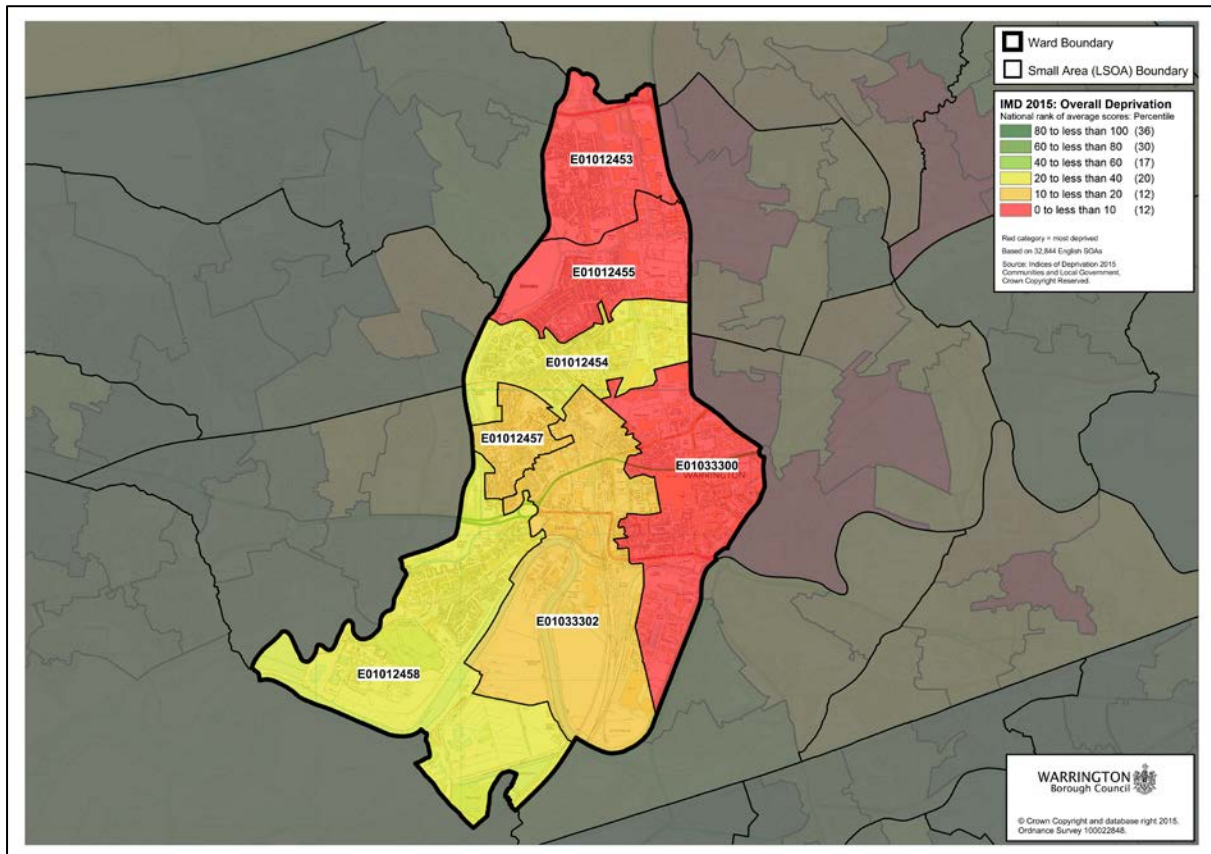 Ward Boundary
Small Area (LSOA) Boundary
IMD 2015: Overall Deprivation
National rank of average scores: Percentile
80 to less than 100 (36)
60 to less than 80 (30)
40 to less than 60 (17)
20 to less than 40 (20)
10 to less than 20 (12)
0 to less than 10 (12)
Red category = most deprived
Based on 32,844 English SOAs
Source: Indices of Deprivation 2015
Communities and Local Government,
Crown Copyright Reserved.
E01012453
E01012455
E01012454
E01012457
E01033300
WARRINGTON
E01033302
E01012458
WARRINGTON
Borough Council
© Crown Copyright and database right 2015.
Ordnance Survey 100022848.